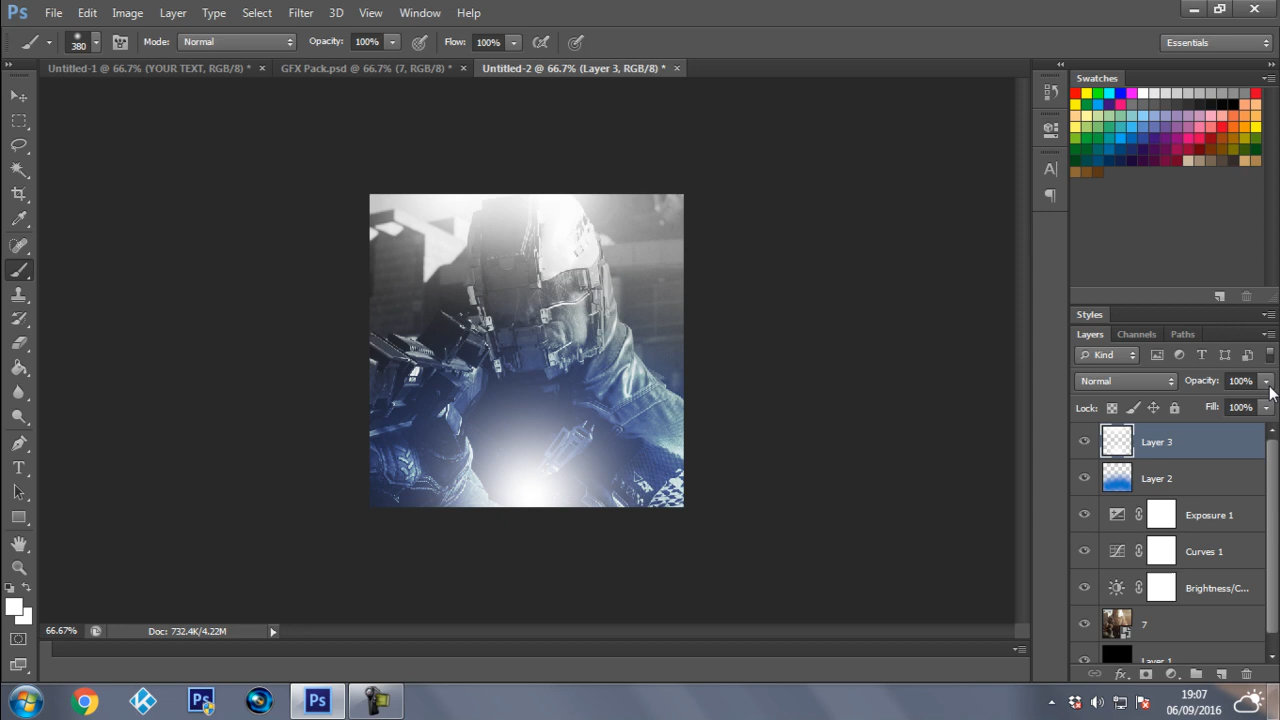 Ps File Edit Image Layer Type Select Filter 3D View Window Help
380 Mode: Normal Opacity: 100% Flow: 100% Essentials
Untitled-1 @ 66.7% (YOUR TEXT, RGB/8) * × GFX Pack.psd @ 66.7% (7, RGB/8) * × Untitled-2 @ 66.7% (Layer 3, RGB/8) * ×
Swatches
Styles
Layers Channels Paths
Kind
Normal Opacity: 100%
Lock: Fill: 100%
Layer 3
Layer 2
Exposure 1
Curves 1
Brightness/C...
7
Layer 1
66.67% Doc: 732.4K/4.22M
Ps Ps
19:07
06/09/2016